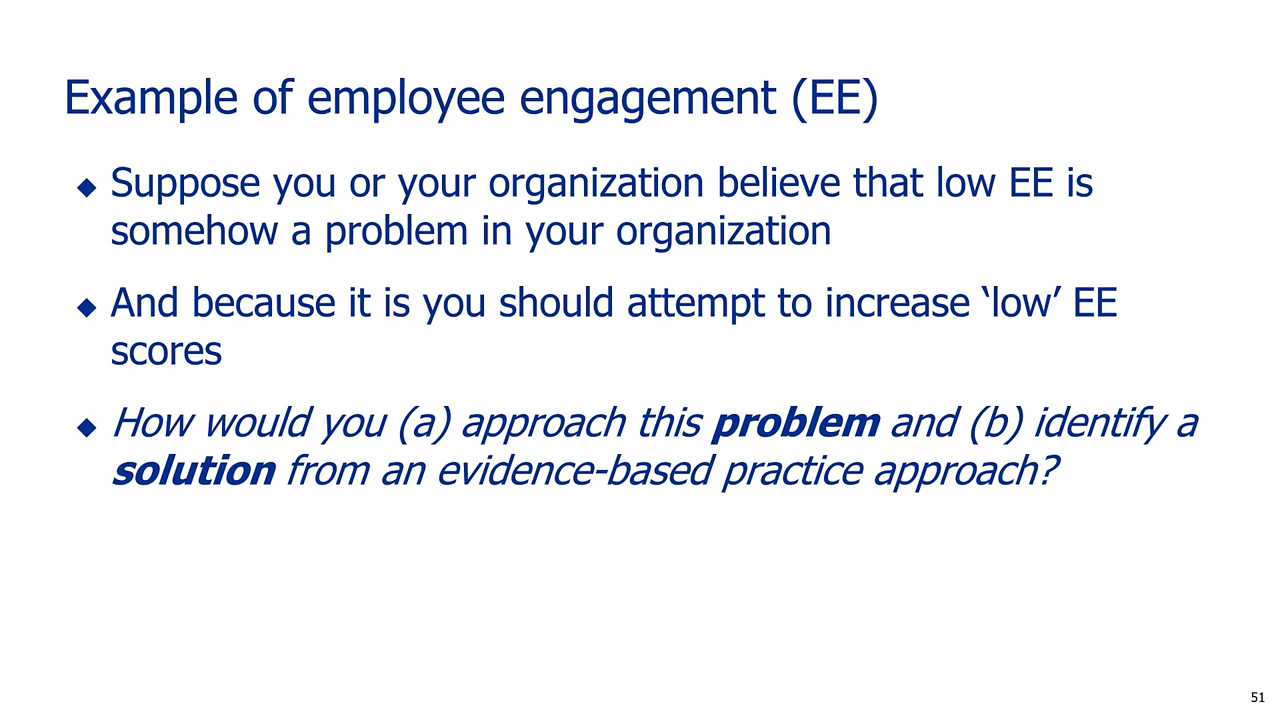 Example of employee engagement (EE)
◆ Suppose you or your organization believe that low EE is
somehow a problem in your organization
◆ And because it is you should attempt to increase ‘low’ EE
scores
◆ How would you (a) approach this problem and (b) identify a
solution from an evidence-based practice approach?
51